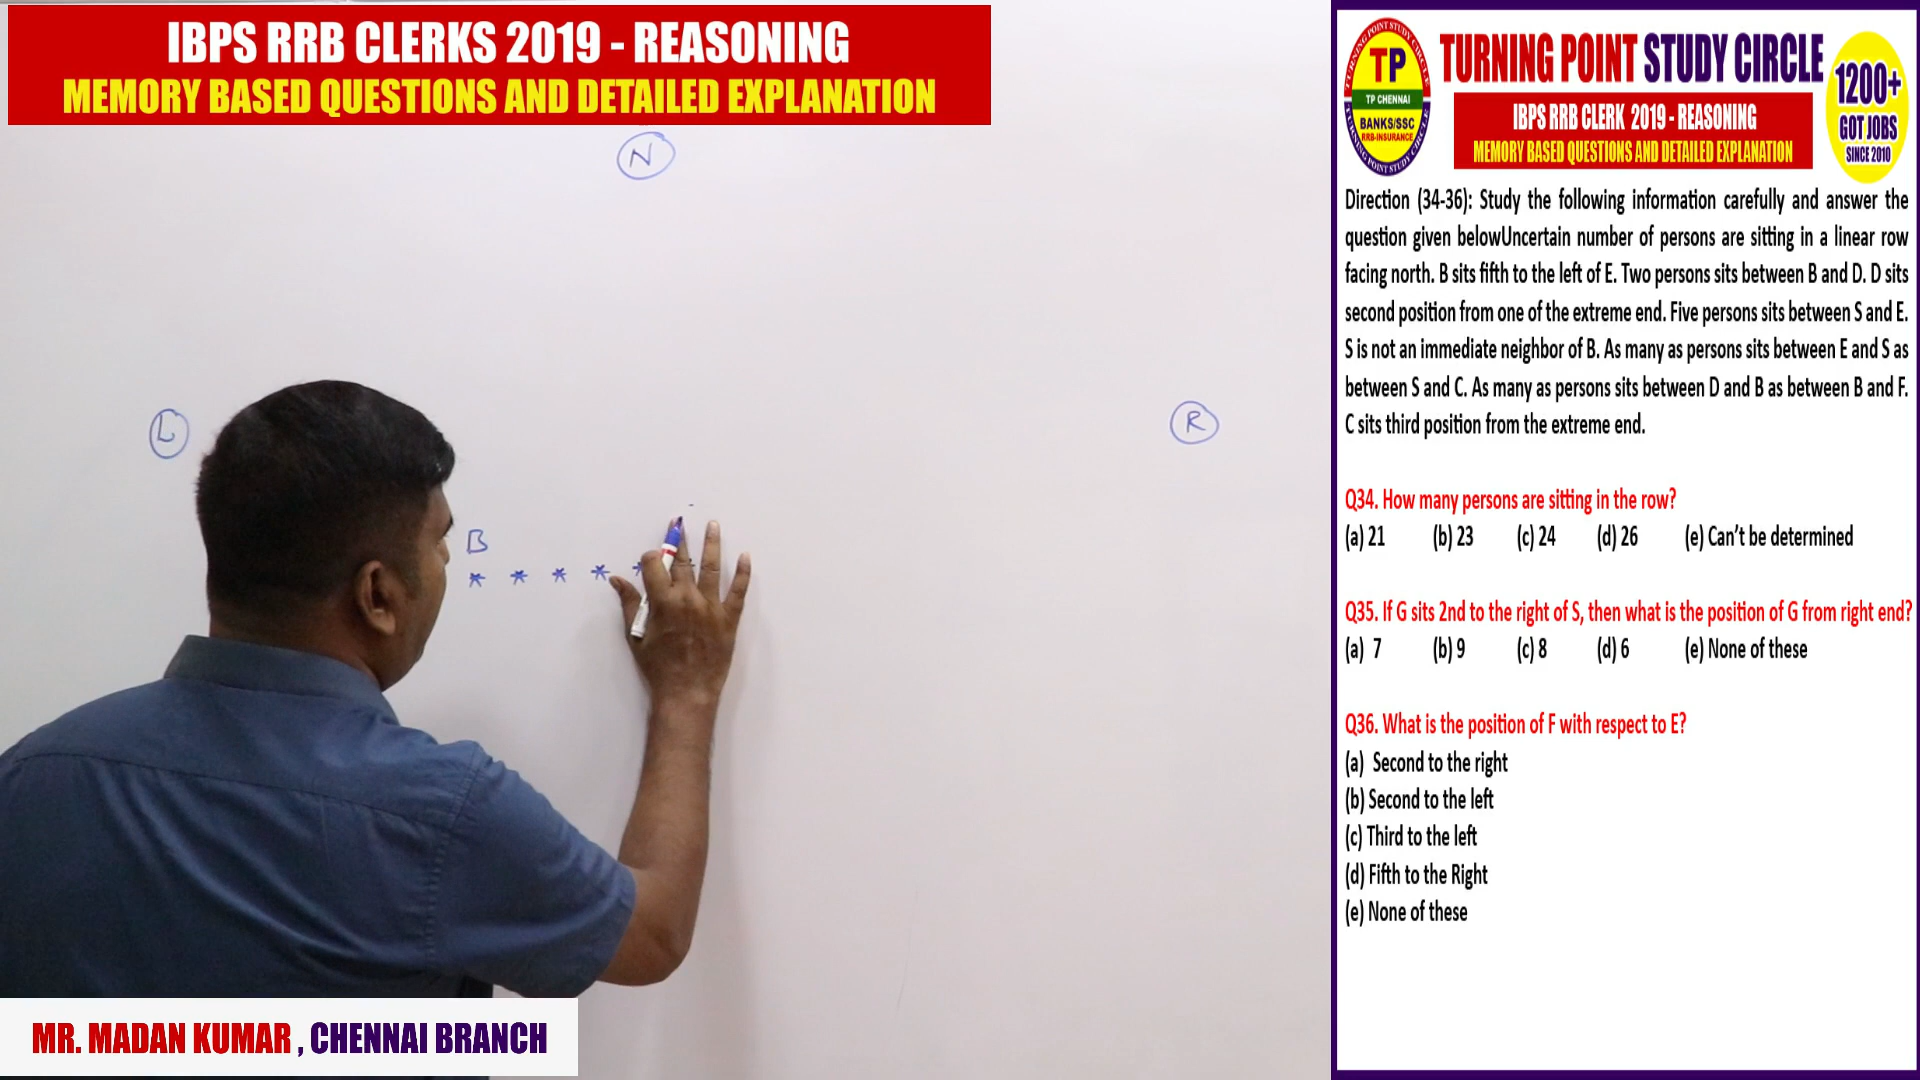 IBPS RRB CLERKS 2019 - REASONING
MEMORY BASED QUESTIONS AND DETAILED EXPLANATION
N
L
R
B
* * * * *
MR. MADAN KUMAR , CHENNAI BRANCH
TURNING POINT STUDY CIRCLE
TURNING POINT STUDY CIRCLE
TP
TP CHENNAI
BANKS/SSC
RRB-INSURANCE
TURNING POINT STUDY CIRCLE
IBPS RRB CLERK 2019 - REASONING
MEMORY BASED QUESTIONS AND DETAILED EXPLANATION
1200+
GOT JOBS
SINCE 2010
Direction (34-36): Study the following information carefully and answer the
question given belowUncertain number of persons are sitting in a linear row
facing north. B sits fifth to the left of E. Two persons sits between B and D. D sits
second position from one of the extreme end. Five persons sits between S and E.
S is not an immediate neighbor of B. As many as persons sits between E and S as
between S and C. As many as persons sits between D and B as between B and F.
C sits third position from the extreme end.
Q34. How many persons are sitting in the row?
(a) 21 (b) 23 (c) 24 (d) 26 (e) Can't be determined
Q35. If G sits 2nd to the right of S, then what is the position of G from right end?
(a) 7 (b) 9 (c) 8 (d) 6 (e) None of these
Q36. What is the position of F with respect to E?
(a) Second to the right
(b) Second to the left
(c) Third to the left
(d) Fifth to the Right
(e) None of these